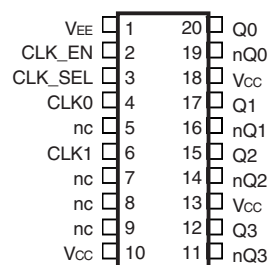 VEE 1 20 Q0
CLK_EN 2 19 nQ0
CLK_SEL 3 18 VCC
CLK0 4 17 Q1
nc 5 16 nQ1
CLK1 6 15 Q2
nc 7 14 nQ2
nc 8 13 VCC
nc 9 12 Q3
VCC 10 11 nQ3